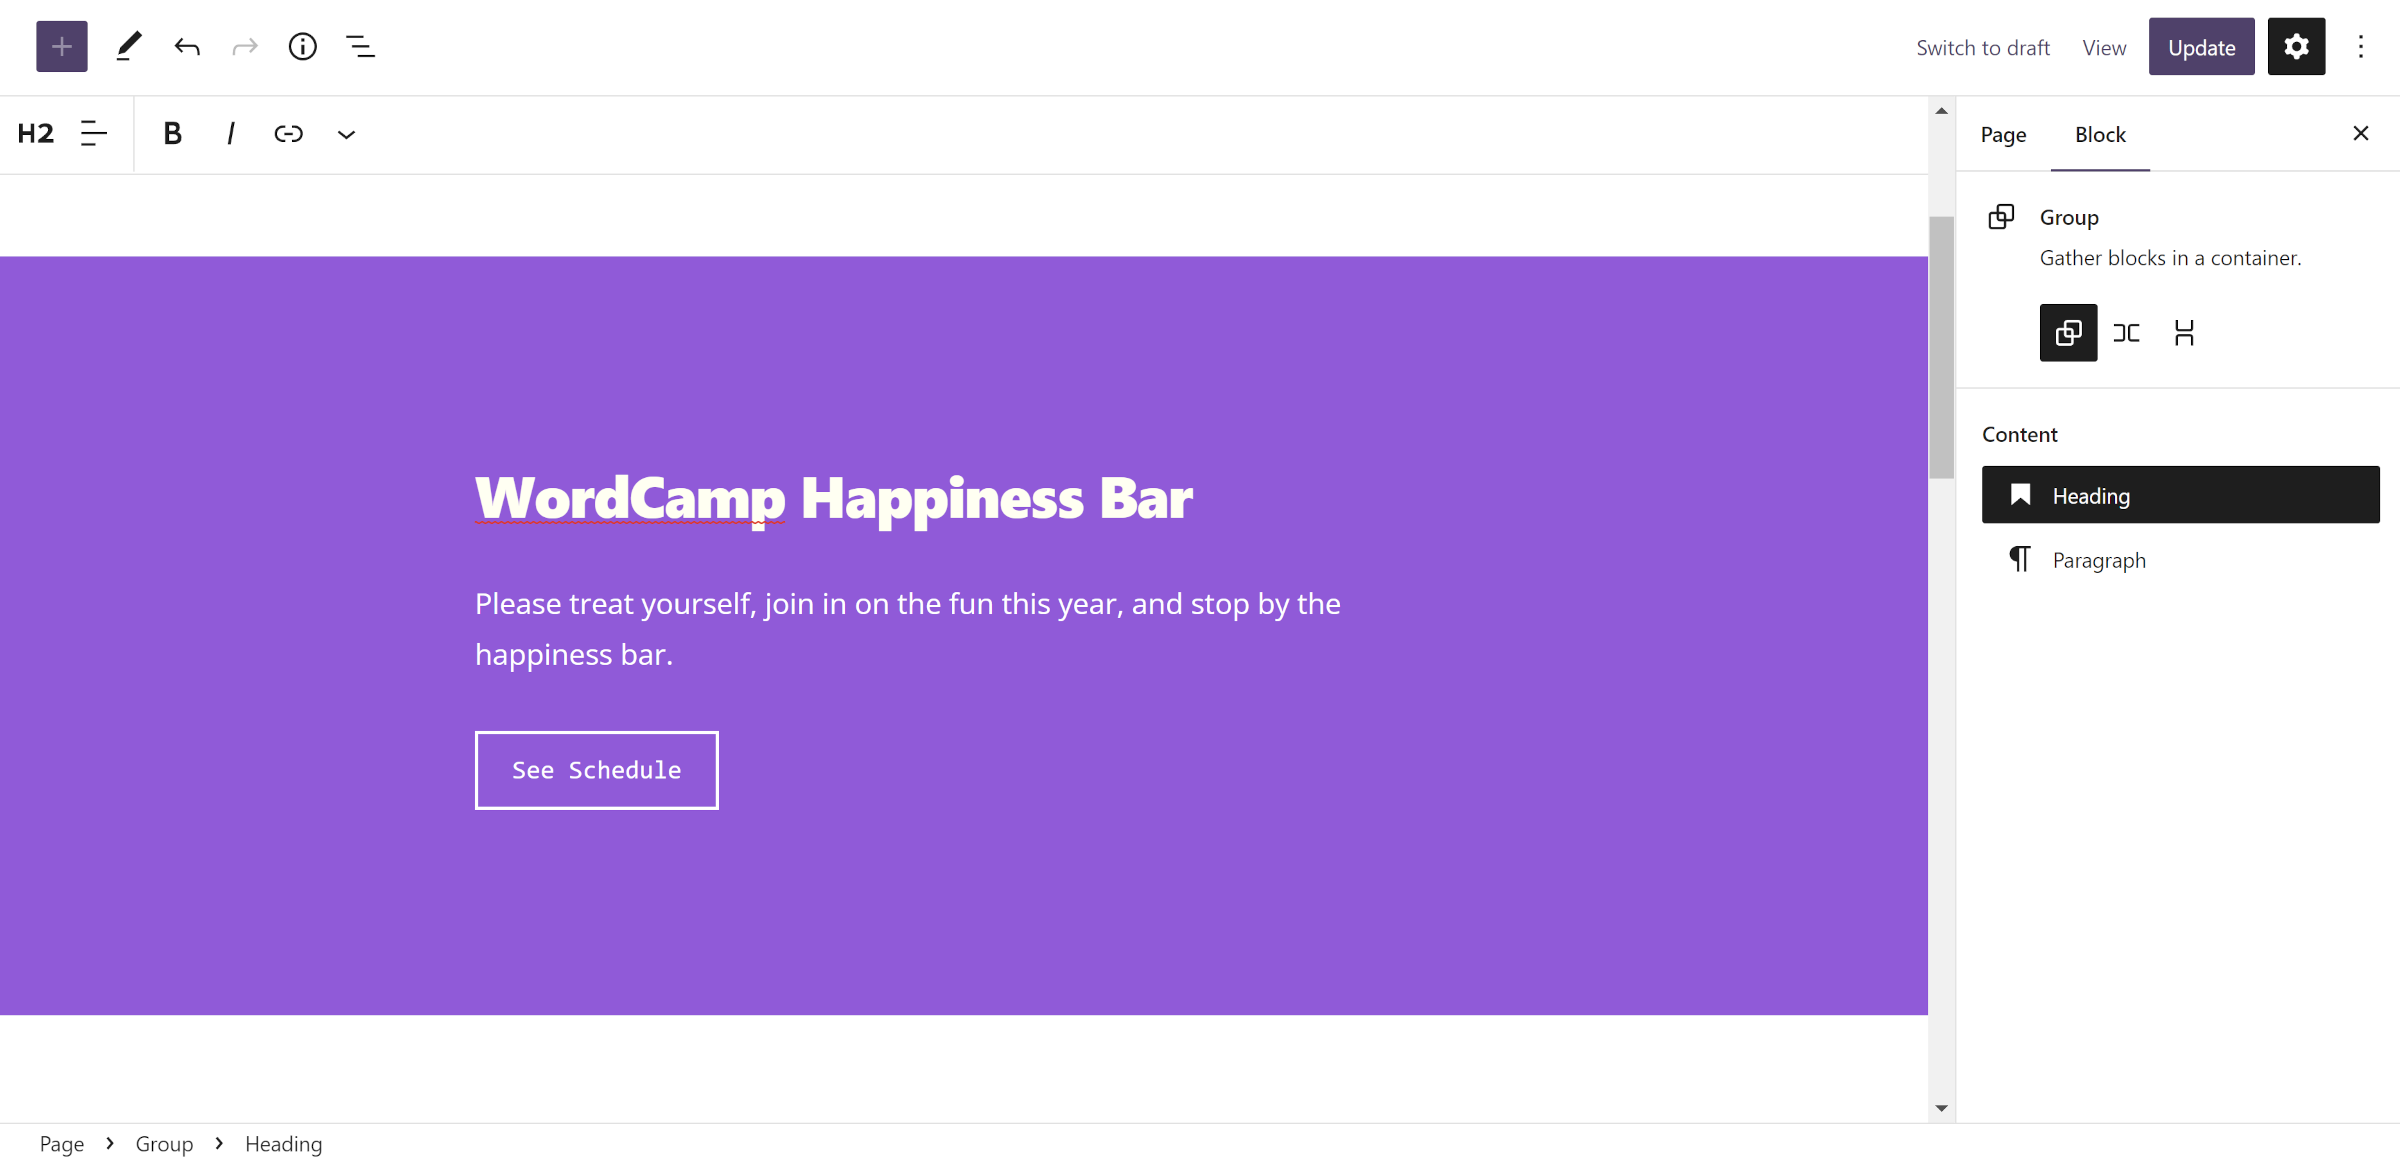 Switch to draft View Update
H2 B I
Page Block
Group
Gather blocks in a container.
Content
Heading
Paragraph
WordCamp Happiness Bar
Please treat yourself, join in on the fun this year, and stop by the
happiness bar.
See Schedule
Page > Group > Heading